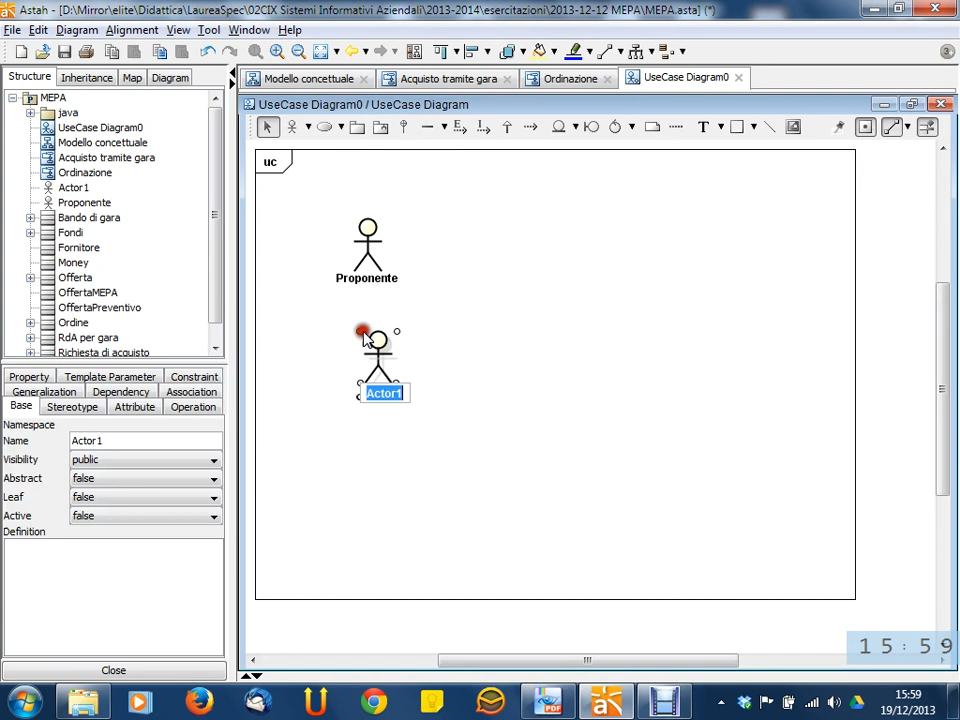 Astah - [D:\Mirror\elite\Didattica\LaureaSpec\02CIX Sistemi Informativi Aziendali\2013-2014\esercitazioni\2013-12-12 MEPA\MEPA.asta] (*)
File Edit Diagram Alignment View Tool Window Help
3
Structure Inheritance Map Diagram
Modello concettuale Acquisto tramite gara Ordinazione UseCase Diagram0
UseCase Diagram0 / UseCase Diagram
MEPA
java
UseCase Diagram0
Modello concettuale
Acquisto tramite gara
Ordinazione
Actor1
Proponente
Bando di gara
Fondi
Fornitore
Money
Offerta
OffertaMEPA
OffertaPreventivo
Ordine
RdA per gara
Richiesta di acquisto
E
I
T
uc
Proponente
Actor1
Property Template Parameter Constraint
Generalization Dependency Association
Base Stereotype Attribute Operation
Namespace
Name Actor1
Visibility public
Abstract false
Leaf false
Active false
Definition
Close
15:59
PDF
15:59
19/12/2013